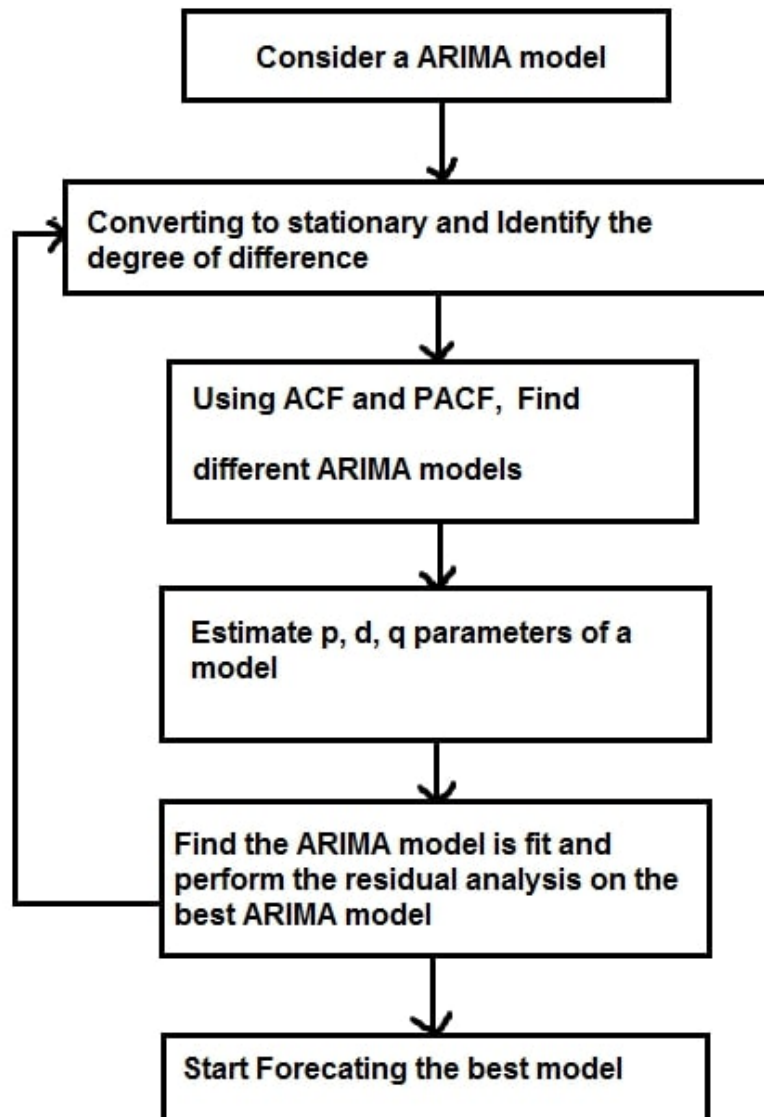 Consider a ARIMA model
Converting to stationary and Identify the
degree of difference
Using ACF and PACF, Find
different ARIMA models
Estimate p, d, q parameters of a
model
Find the ARIMA model is fit and
perform the residual analysis on the
best ARIMA model
Start Forecating the best model